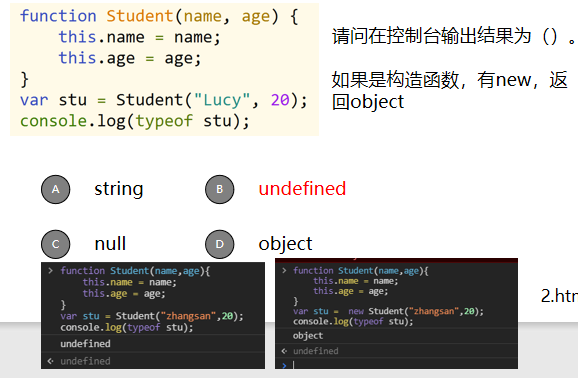 function Student(name, age) {
    this.name = name;
    this.age = age;
}
var stu = Student("Lucy", 20);
console.log(typeof stu);
请问在控制台输出结果为（）。
如果是构造函数，有new，返
回object
A string
B undefined
C null
D object
> function Student(name,age){
    this.name = name;
    this.age = age;
}
var stu = Student("zhangsan",20);
console.log(typeof stu);
undefined
< undefined
> function Student(name,age){
    this.name = name;
    this.age = age;
}
var stu =  new Student("zhangsan",20);
console.log(typeof stu);
object
< undefined
>
2.htm